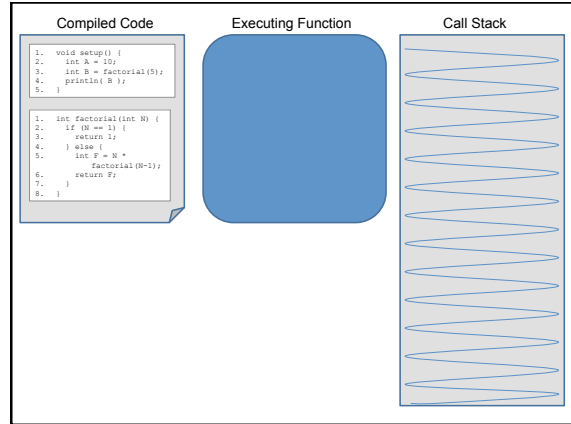 Compiled Code
Executing Function
Call Stack
1. void setup() {
2. int A = 10;
3. int B = factorial(5);
4. println( B );
5. }
1. int factorial(int N) {
2. if (N == 1) {
3. return 1;
4. } else {
5. int F = N *
factorial(N-1);
6. return F;
7. }
8. }